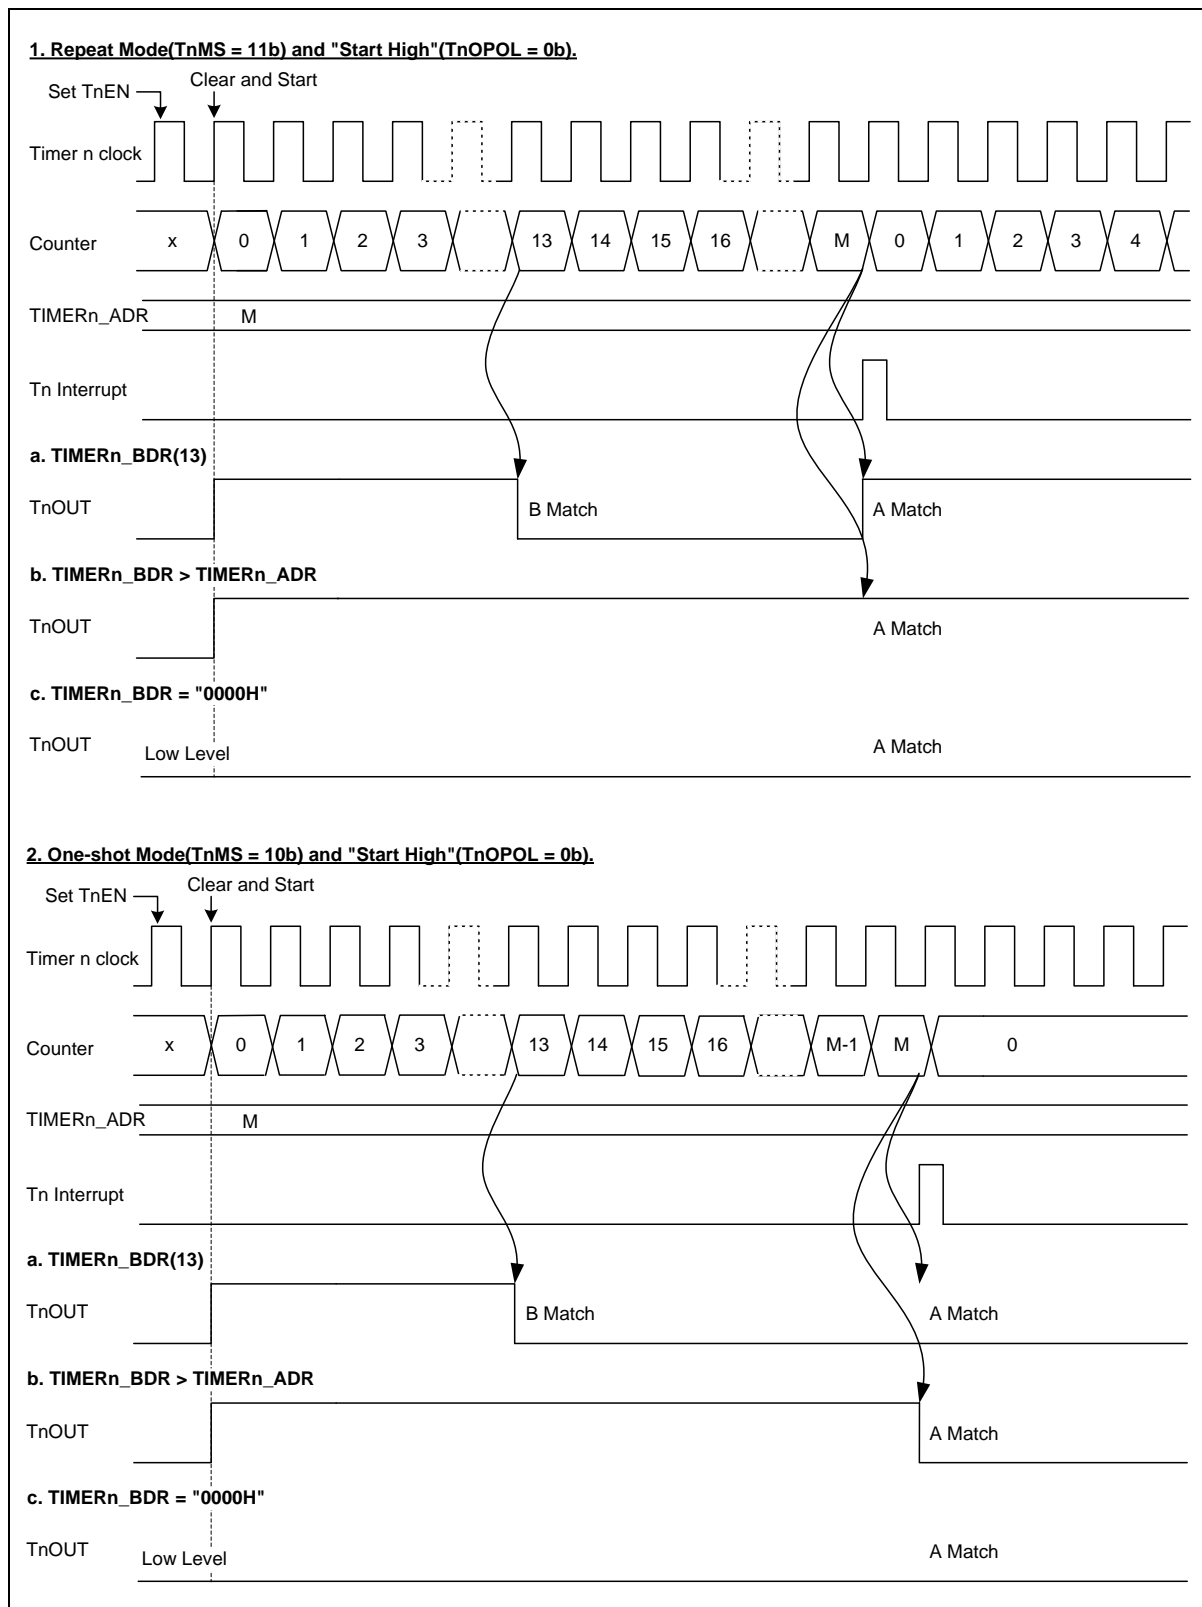 1. Repeat Mode(TnMS = 11b) and "Start High"(TnOPOL = 0b).
Set TnEN
Clear and Start
Timer n clock
Counter x 0 1 2 3 13 14 15 16 M 0 1 2 3 4
TIMERn_ADR M
Tn Interrupt
a. TIMERn_BDR(13)
TnOUT B Match A Match
b. TIMERn_BDR > TIMERn_ADR
TnOUT A Match
c. TIMERn_BDR = "0000H"
TnOUT Low Level A Match
2. One-shot Mode(TnMS = 10b) and "Start High"(TnOPOL = 0b).
Set TnEN
Clear and Start
Timer n clock
Counter x 0 1 2 3 13 14 15 16 M-1 M 0
TIMERn_ADR M
Tn Interrupt
a. TIMERn_BDR(13)
TnOUT B Match A Match
b. TIMERn_BDR > TIMERn_ADR
TnOUT A Match
c. TIMERn_BDR = "0000H"
TnOUT Low Level A Match